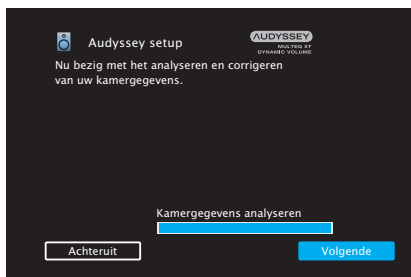 Audyssey setup
AUDYSSEY
MULTEQ XT
DYNAMIC VOLUME
Nu bezig met het analyseren en corrigeren
van uw kamergegevens.
Kamergegevens analyseren
Achteruit
Volgende